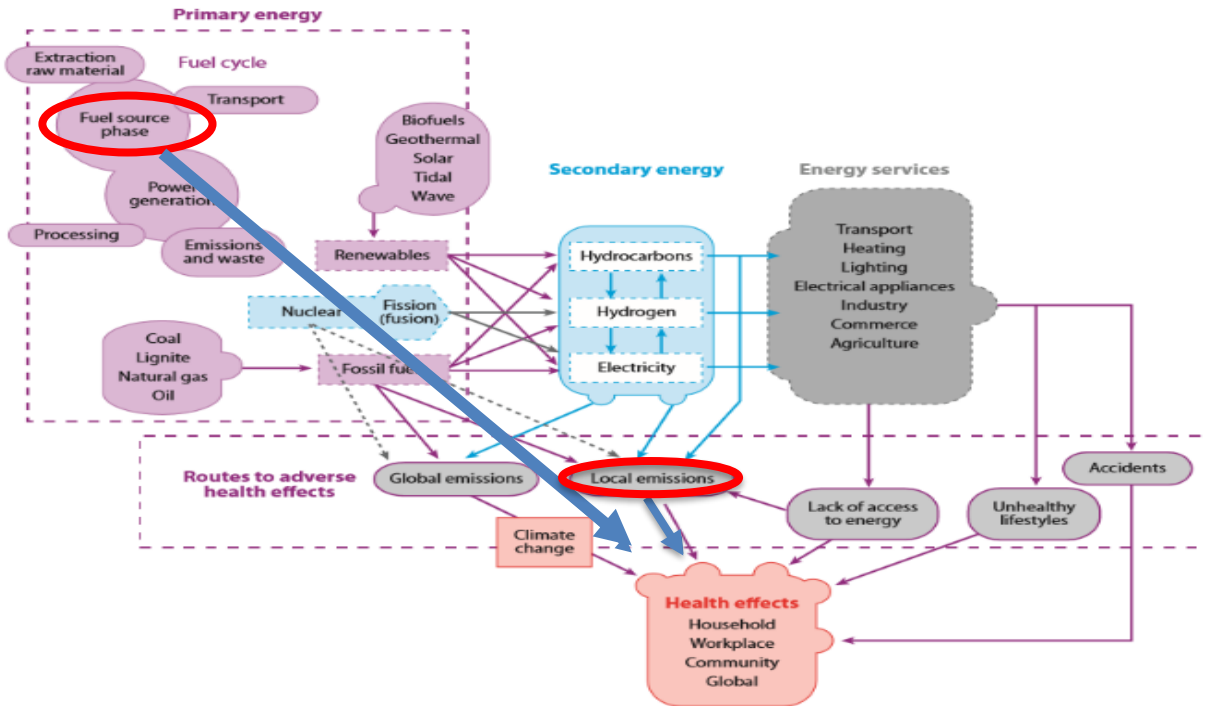 Primary energy
Extraction
raw material
Fuel cycle
Transport
Fuel source
phase
Power
generation
Processing
Emissions
and waste
Biofuels
Geothermal
Solar
Tidal
Wave
Renewables
Nuclear
Fission
(fusion)
Coal
Lignite
Natural gas
Oil
Fossil fuels
Secondary energy
Hydrocarbons
Hydrogen
Electricity
Energy services
Transport
Heating
Lighting
Electrical appliances
Industry
Commerce
Agriculture
Routes to adverse
health effects
Global emissions
Local emissions
Lack of access
to energy
Unhealthy
lifestyles
Accidents
Climate
change
Health effects
Household
Workplace
Community
Global